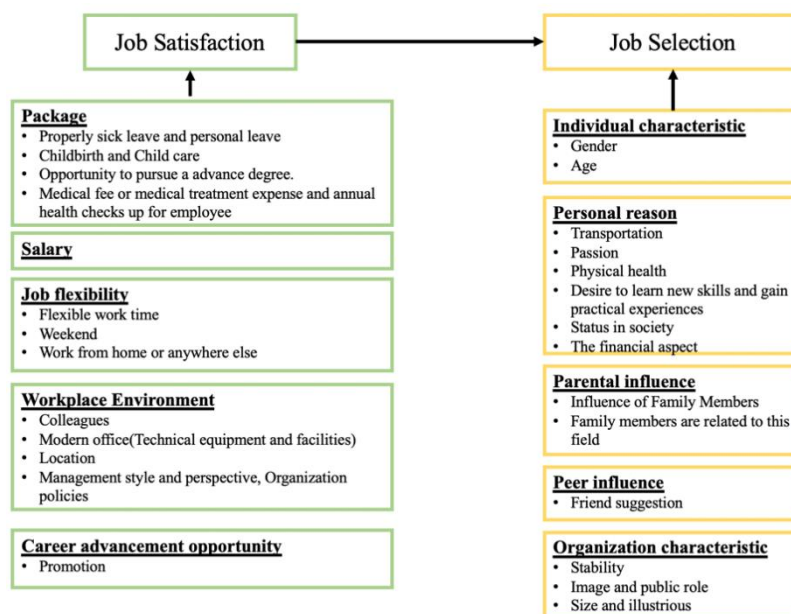 Job Satisfaction
Job Selection
Package
• Properly sick leave and personal leave
• Childbirth and Child care
• Opportunity to pursue a advance degree.
• Medical fee or medical treatment expense and annual
health checks up for employee
Salary
Job flexibility
• Flexible work time
• Weekend
• Work from home or anywhere else
Workplace Environment
• Colleagues
• Modern office(Technical equipment and facilities)
• Location
• Management style and perspective, Organization
policies
Career advancement opportunity
• Promotion
Individual characteristic
• Gender
• Age
Personal reason
• Transportation
• Passion
• Physical health
• Desire to learn new skills and gain
practical experiences
• Status in society
• The financial aspect
Parental influence
• Influence of Family Members
• Family members are related to this
field
Peer influence
• Friend suggestion
Organization characteristic
• Stability
• Image and public role
• Size and illustrious